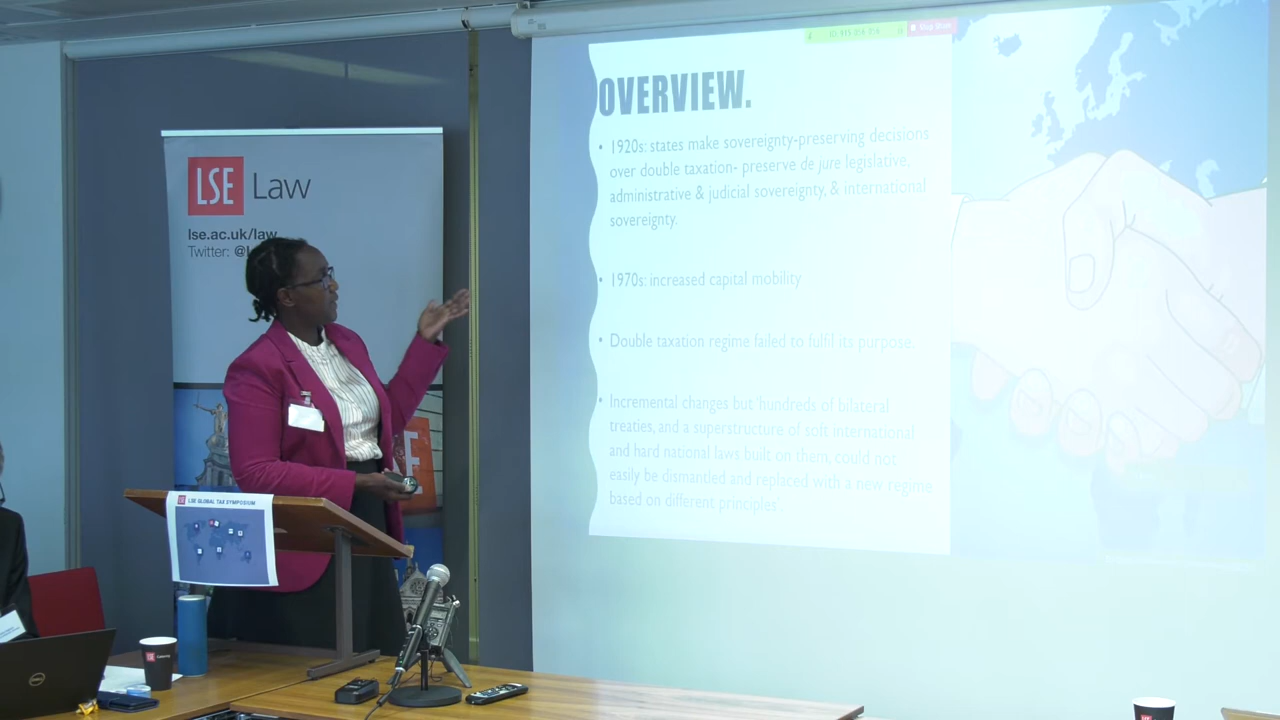 OVERVIEW.
• 1920s: states make sovereignty-preserving decisions
over double taxation- preserve de jure legislative,
administrative & judicial sovereignty, & international
sovereignty.
• 1970s: increased capital mobility
• Double taxation regime failed to fulfil its purpose.
• Incremental changes but 'hundreds of bilateral
treaties, and a superstructure of soft international
and hard national laws built on them, could not
easily be dismantled and replaced with a new regime
based on different principles'.
LSE Law
lse.ac.uk/law
Twitter:
LSE GLOBAL TAX SYMPOSIUM
DELL
LSE